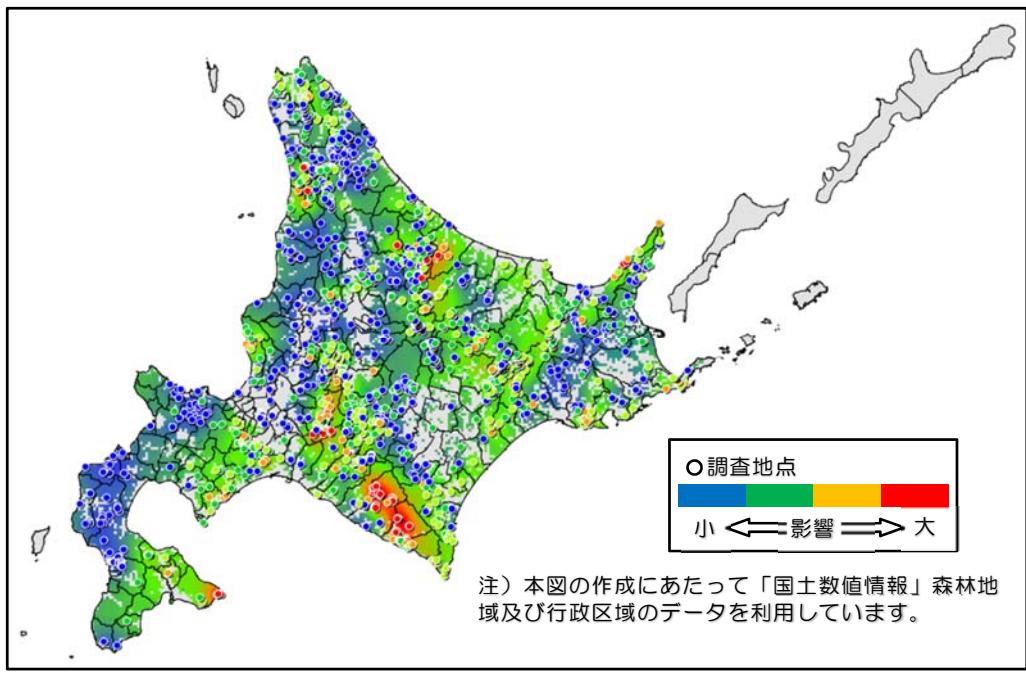 調査地点
小 影響 大
注）本図の作成にあたって「国土数値情報」森林地
域及び行政区域のデータを利用しています。